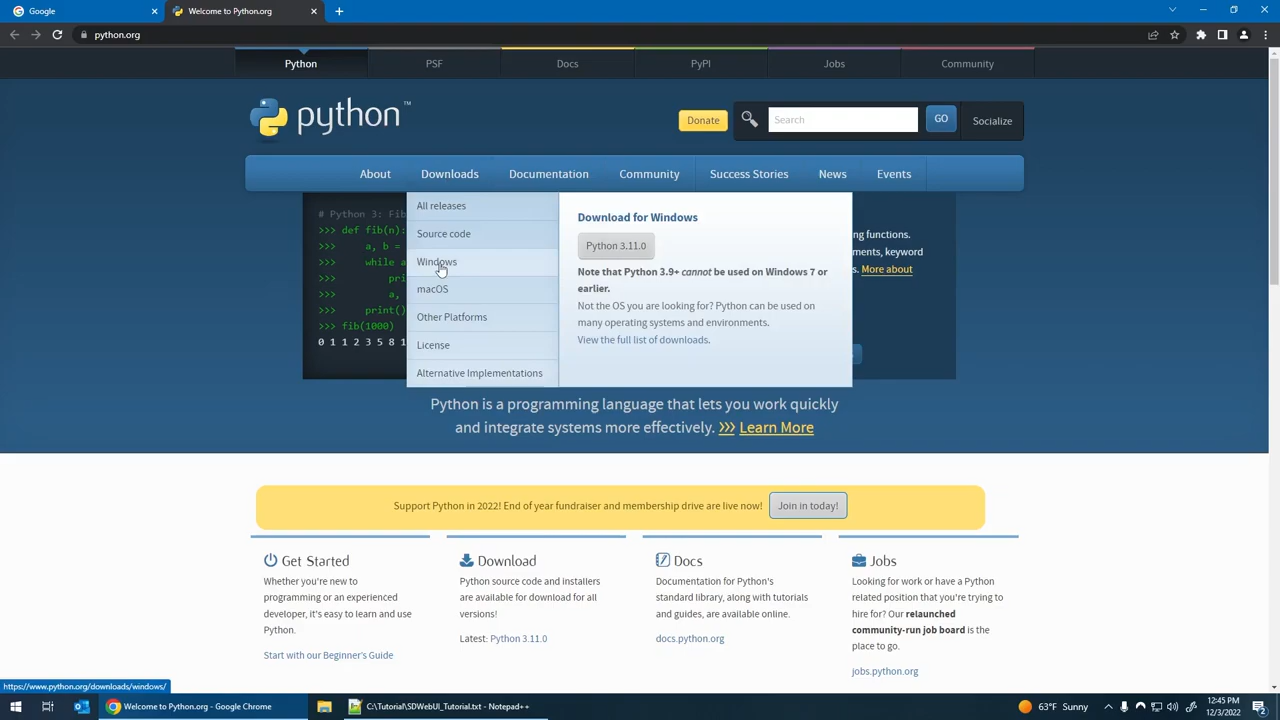 Google
Welcome to Python.org
python.org
Python
PSF
Docs
PyPI
Jobs
Community
python™
Donate
Search
GO
Socialize
About
Downloads
Documentation
Community
Success Stories
News
Events
# Python 3: Fib
>>> def fib(n):
a, b =
while a
pri
a,
print()
>>> fib(1000)
0 1 1 2 3 5 8 1
All releases
Source code
Windows
macOS
Other Platforms
License
Alternative Implementations
Download for Windows
Python 3.11.0
Note that Python 3.9+ cannot be used on Windows 7 or
earlier.
Not the OS you are looking for? Python can be used on
many operating systems and environments.
View the full list of downloads.
ng functions.
ments, keyword
s. More about
Python is a programming language that lets you work quickly
and integrate systems more effectively. >>> Learn More
Support Python in 2022! End of year fundraiser and membership drive are live now!
Join in today!
Get Started
Whether you're new to
programming or an experienced
developer, it's easy to learn and use
Python.
Start with our Beginner's Guide
Download
Python source code and installers
are available for download for all
versions!
Latest: Python 3.11.0
Docs
Documentation for Python's
standard library, along with tutorials
and guides, are available online.
docs.python.org
Jobs
Looking for work or have a Python
related position that you're trying to
hire for? Our relaunched
community-run job board is the
place to go.
jobs.python.org
https://www.python.org/downloads/windows/
Welcome to Python.org - Google Chrome
C:\Tutorial\SDWebUI_Tutorial.txt - Notepad++
63°F Sunny
12:45 PM
12/3/2022
2